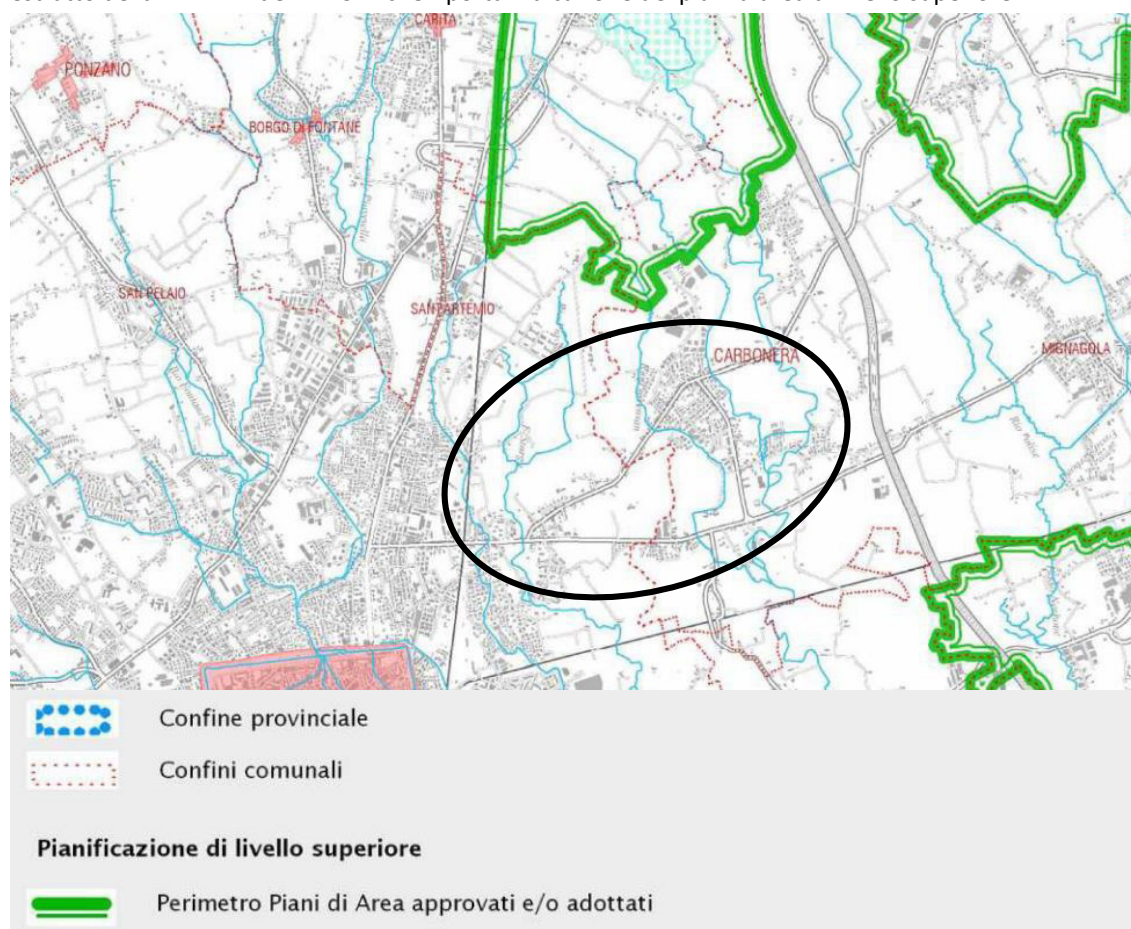 CARITA
PONZANO
BORGO DI FONTANE
SAN PELAIO
SANT'ARTEMIO
CARBONERA
MIGNAGOLA
Confine provinciale
Confini comunali
Pianificazione di livello superiore
Perimetro Piani di Area approvati e/o adottati